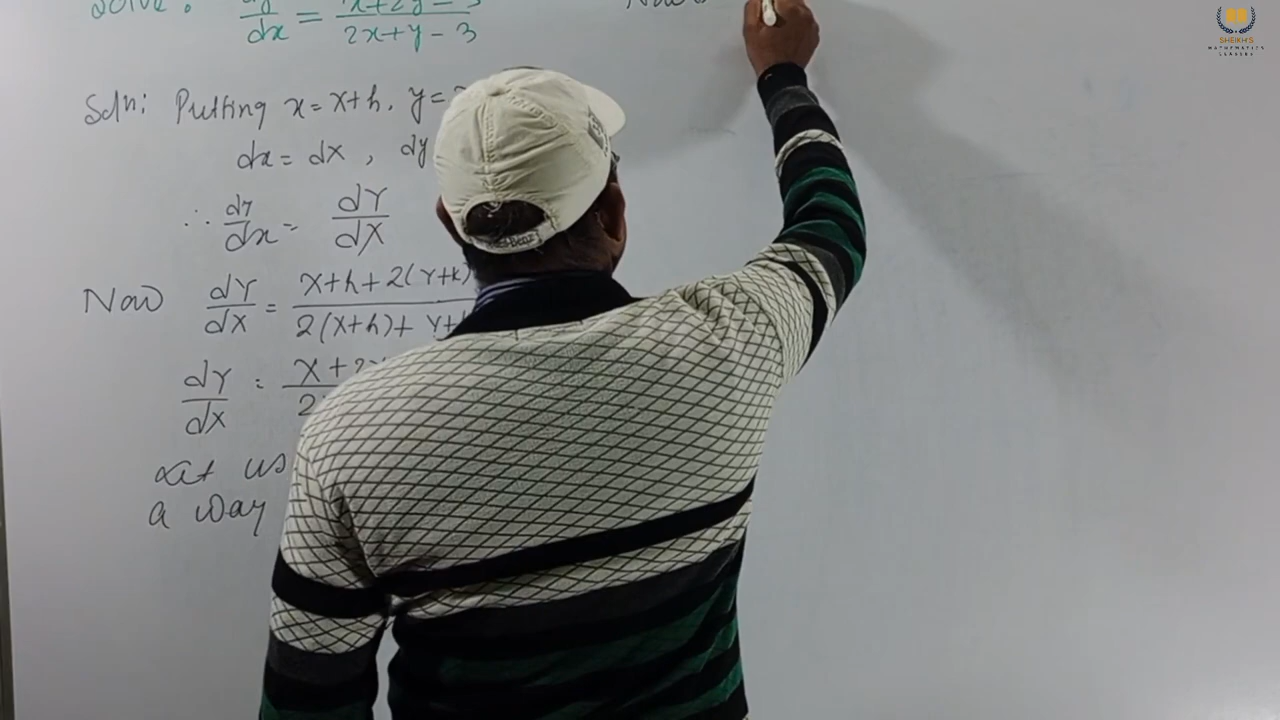 Solve: dy/dx = x+2y-3 / 2x+y-3
Soln: Putting x=X+h, y=
dx = dX, dy
∴ dy/dx = dY/dX
Now dY/dX = X+h+2(Y+k) / 2(X+h)+Y+
dY/dX = X+2 / 2
Let us
a way
Now
SHEIKH'S
MATHEMATICS
CLASSES